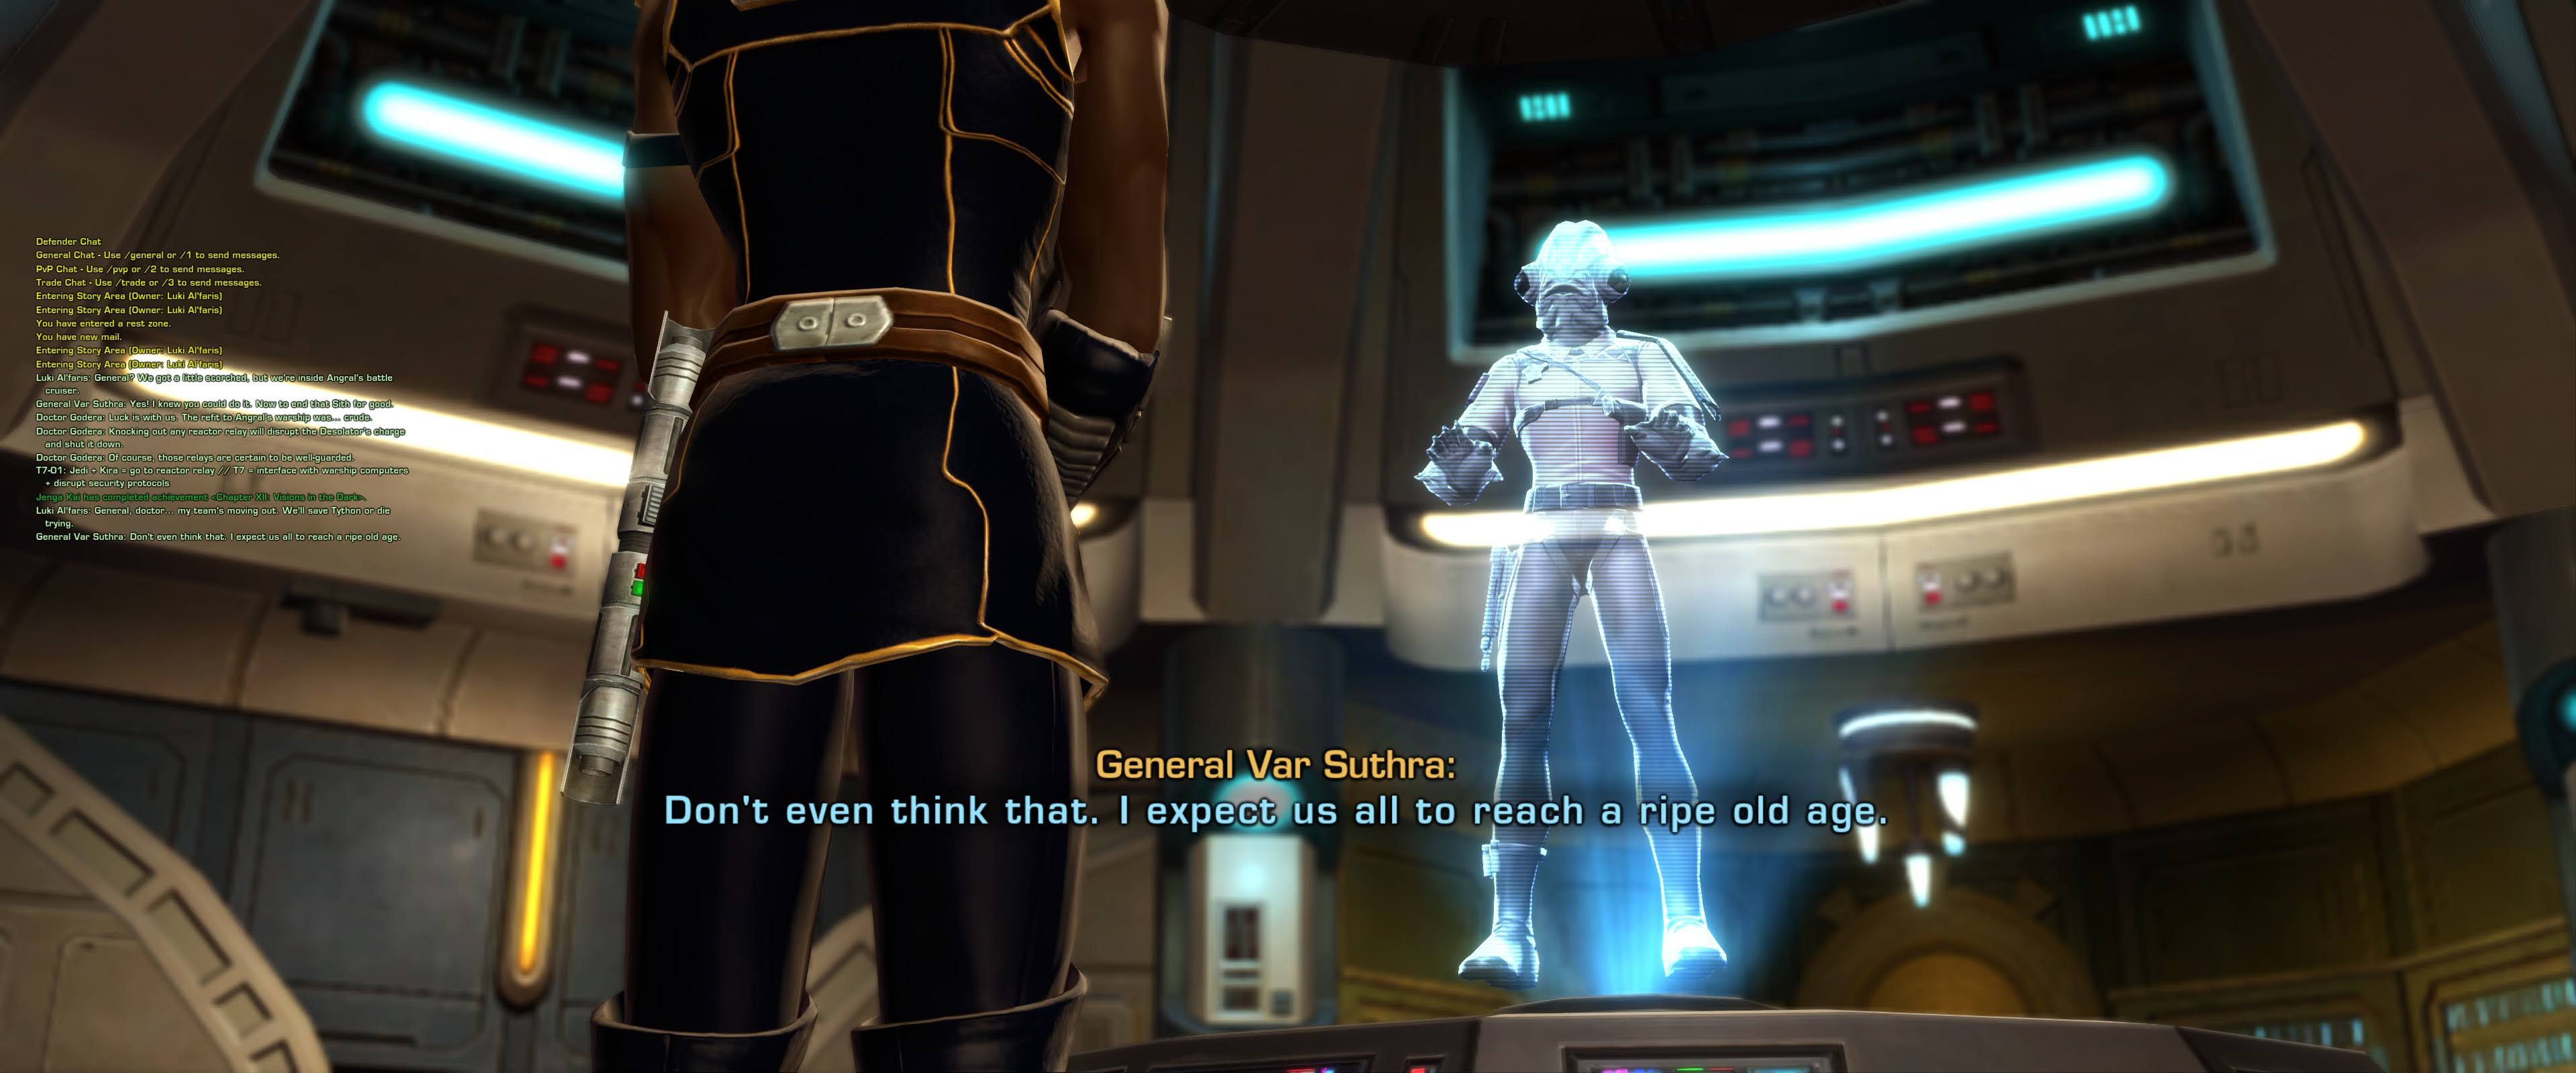 Defender Chat
General Chat - Use /general or /1 to send messages.
PvP Chat - Use /pvp or /2 to send messages.
Trade Chat - Use /trade or /3 to send messages.
Entering Story Area (Owner: Luki Al'faris)
Entering Story Area (Owner: Luki Al'faris)
You have entered a rest zone.
You have new mail.
Entering Story Area (Owner: Luki Al'faris)
Entering Story Area (Owner: Luki Al'faris)
Luki Al'faris: General? We got a little scorched, but we're inside Angral's battle
cruiser.
General Var Suthra: Yes! I knew you could do it. Now to end that Sith for good.
Doctor Godera: Luck is with us. The refit to Angral's warship was... crude.
Doctor Godera: Knocking out any reactor relay will disrupt the Desolator's charge
and shut it down.
Doctor Godera: Of course, those relays are certain to be well-guarded.
T7-O1: Jedi + Kira = go to reactor relay // T7 = interface with warship computers
+ disrupt security protocols
Jenga Kai has completed achievement <Chapter XII: Visions in the Dark>.
Luki Al'faris: General, doctor... my team's moving out. We'll save Tython or die
trying.
General Var Suthra: Don't even think that. I expect us all to reach a ripe old age.
General Var Suthra:
Don't even think that. I expect us all to reach a ripe old age.